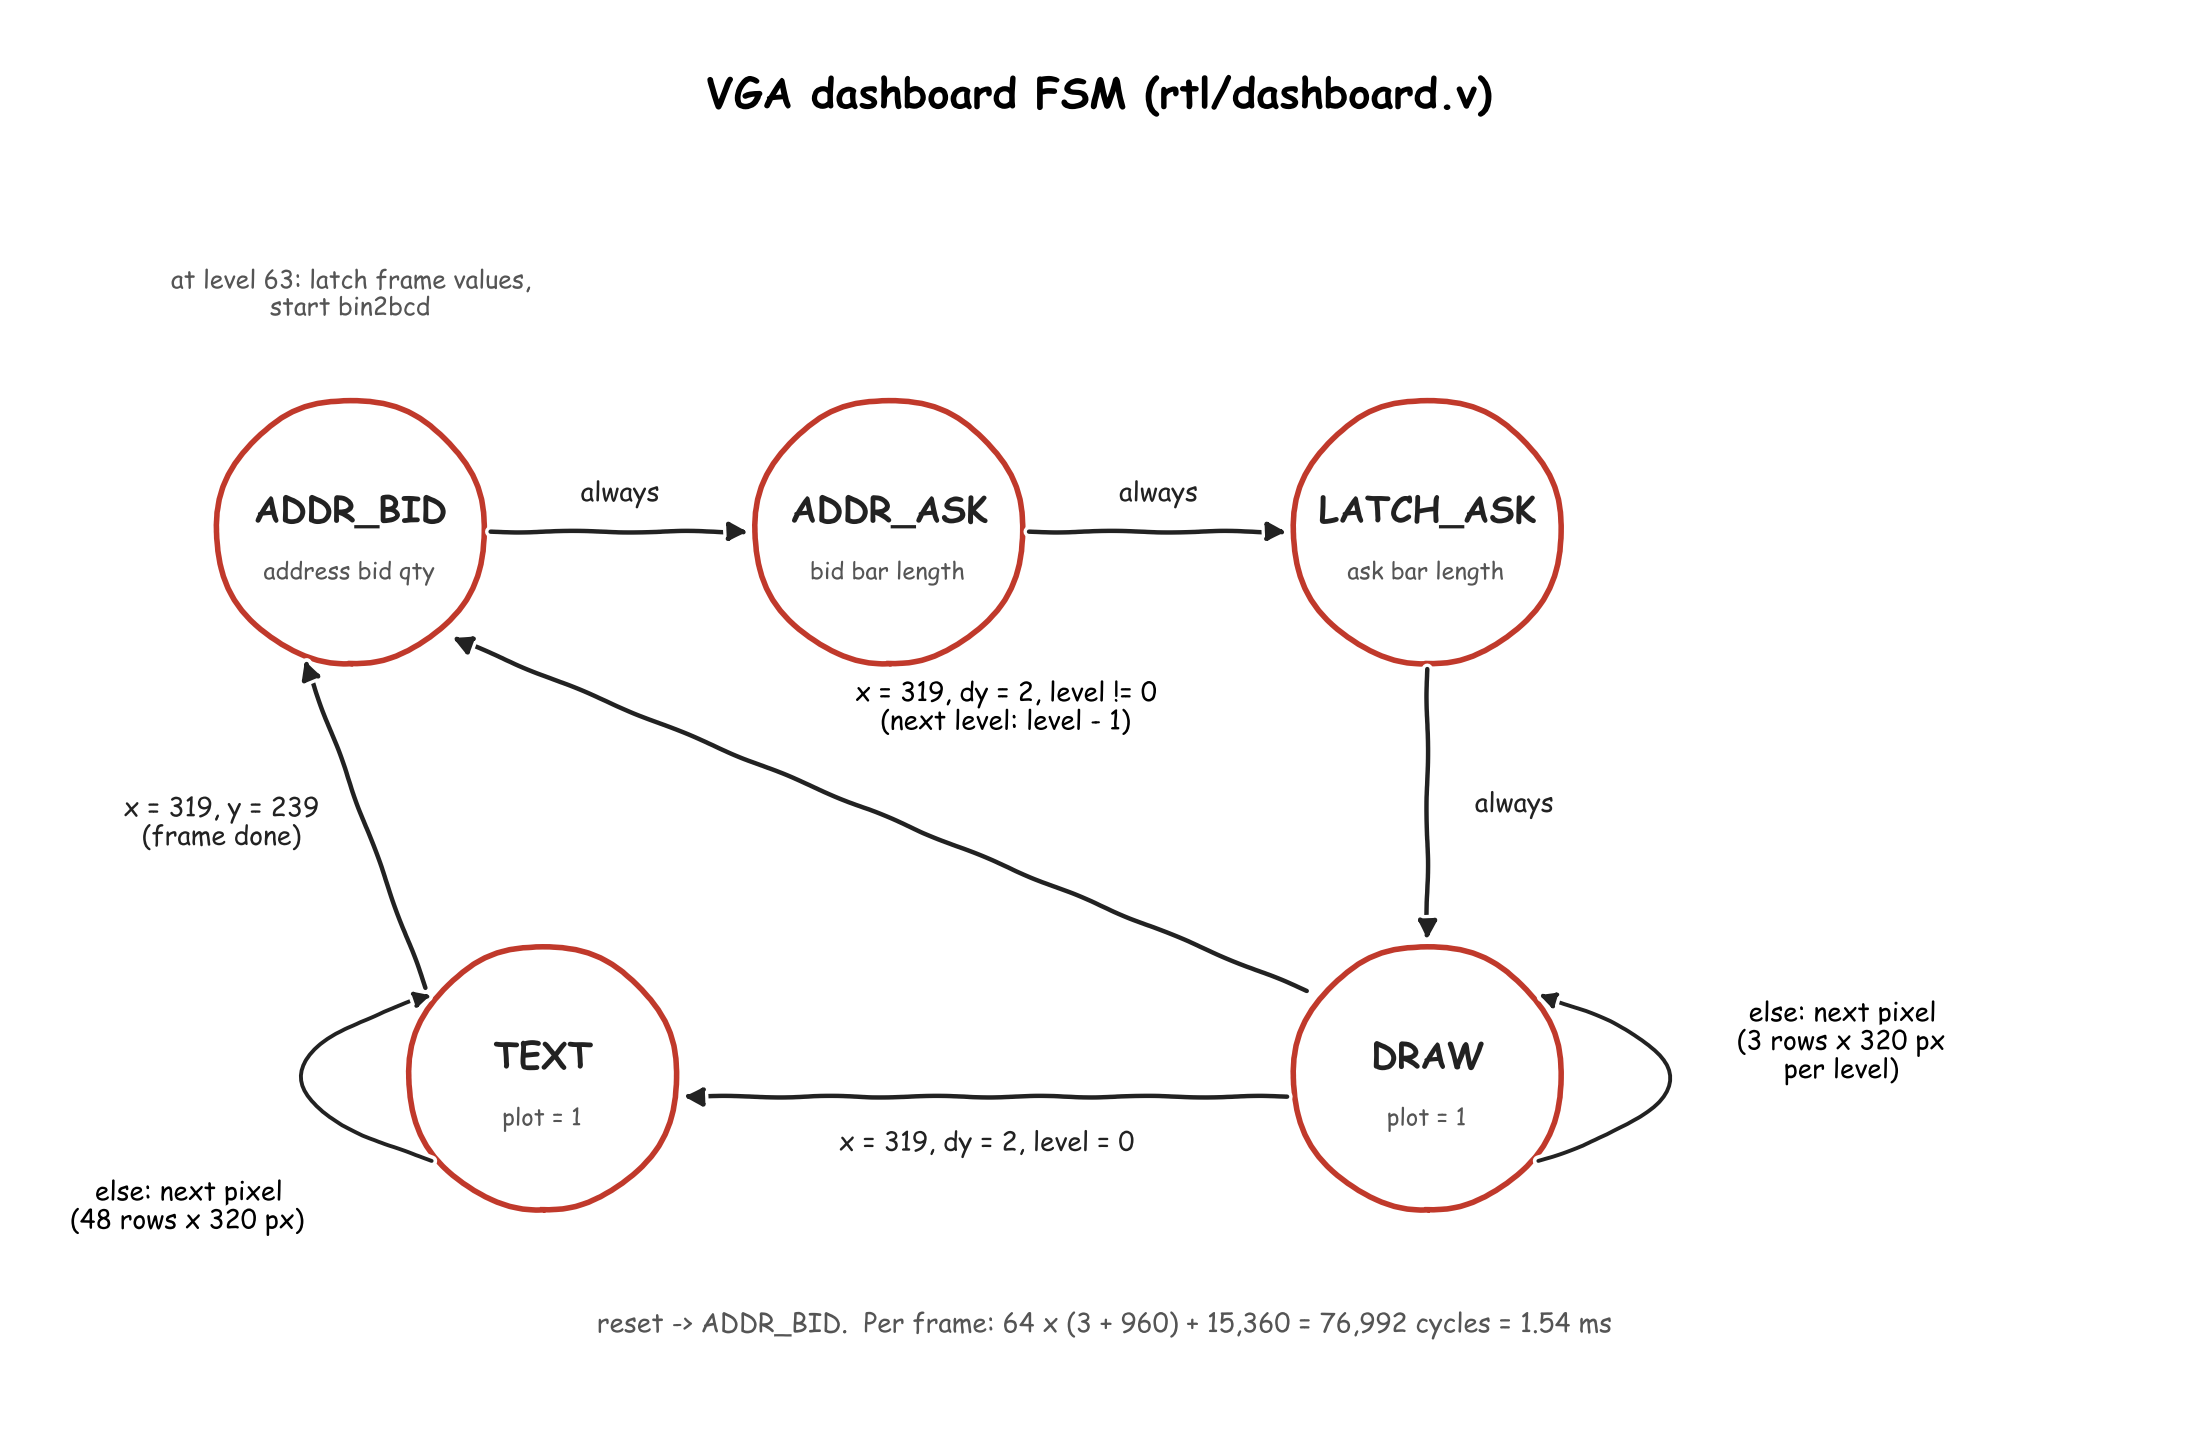 VGA dashboard FSM (rtl/dashboard.v)
at level 63: latch frame values,
start bin2bcd
ADDR_BID
address bid qty
always
ADDR_ASK
bid bar length
always
LATCH_ASK
ask bar length
x = 319, dy = 2, level != 0
(next level: level - 1)
x = 319, y = 239
(frame done)
always
TEXT
plot = 1
x = 319, dy = 2, level = 0
DRAW
plot = 1
else: next pixel
(3 rows x 320 px
per level)
else: next pixel
(48 rows x 320 px)
reset -> ADDR_BID.  Per frame: 64 x (3 + 960) + 15,360 = 76,992 cycles = 1.54 ms